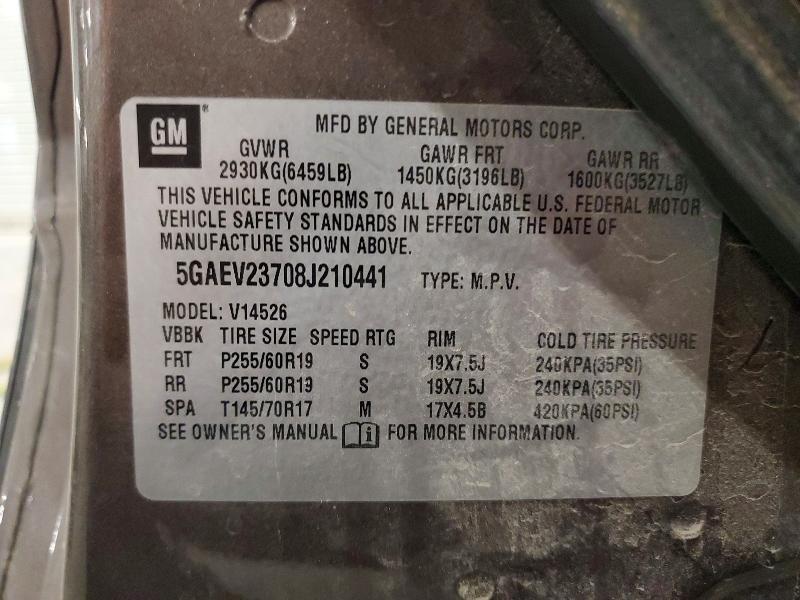 GM® MFD BY GENERAL MOTORS CORP.
GVWR GAWR FRT GAWR RR
2930KG(6459LB) 1450KG(3196LB) 1600KG(3527LB)
THIS VEHICLE CONFORMS TO ALL APPLICABLE U.S. FEDERAL MOTOR
VEHICLE SAFETY STANDARDS IN EFFECT ON THE DATE OF
MANUFACTURE SHOWN ABOVE.
5GAEV23708J210441 TYPE: M.P.V.
MODEL: V14526
VBBK TIRE SIZE SPEED RTG RIM COLD TIRE PRESSURE
FRT P255/60R19 S 19X7.5J 240KPA(35PSI)
RR P255/60R19 S 19X7.5J 240KPA(35PSI)
SPA T145/70R17 M 17X4.5B 420KPA(60PSI)
SEE OWNER'S MANUAL i FOR MORE INFORMATION.